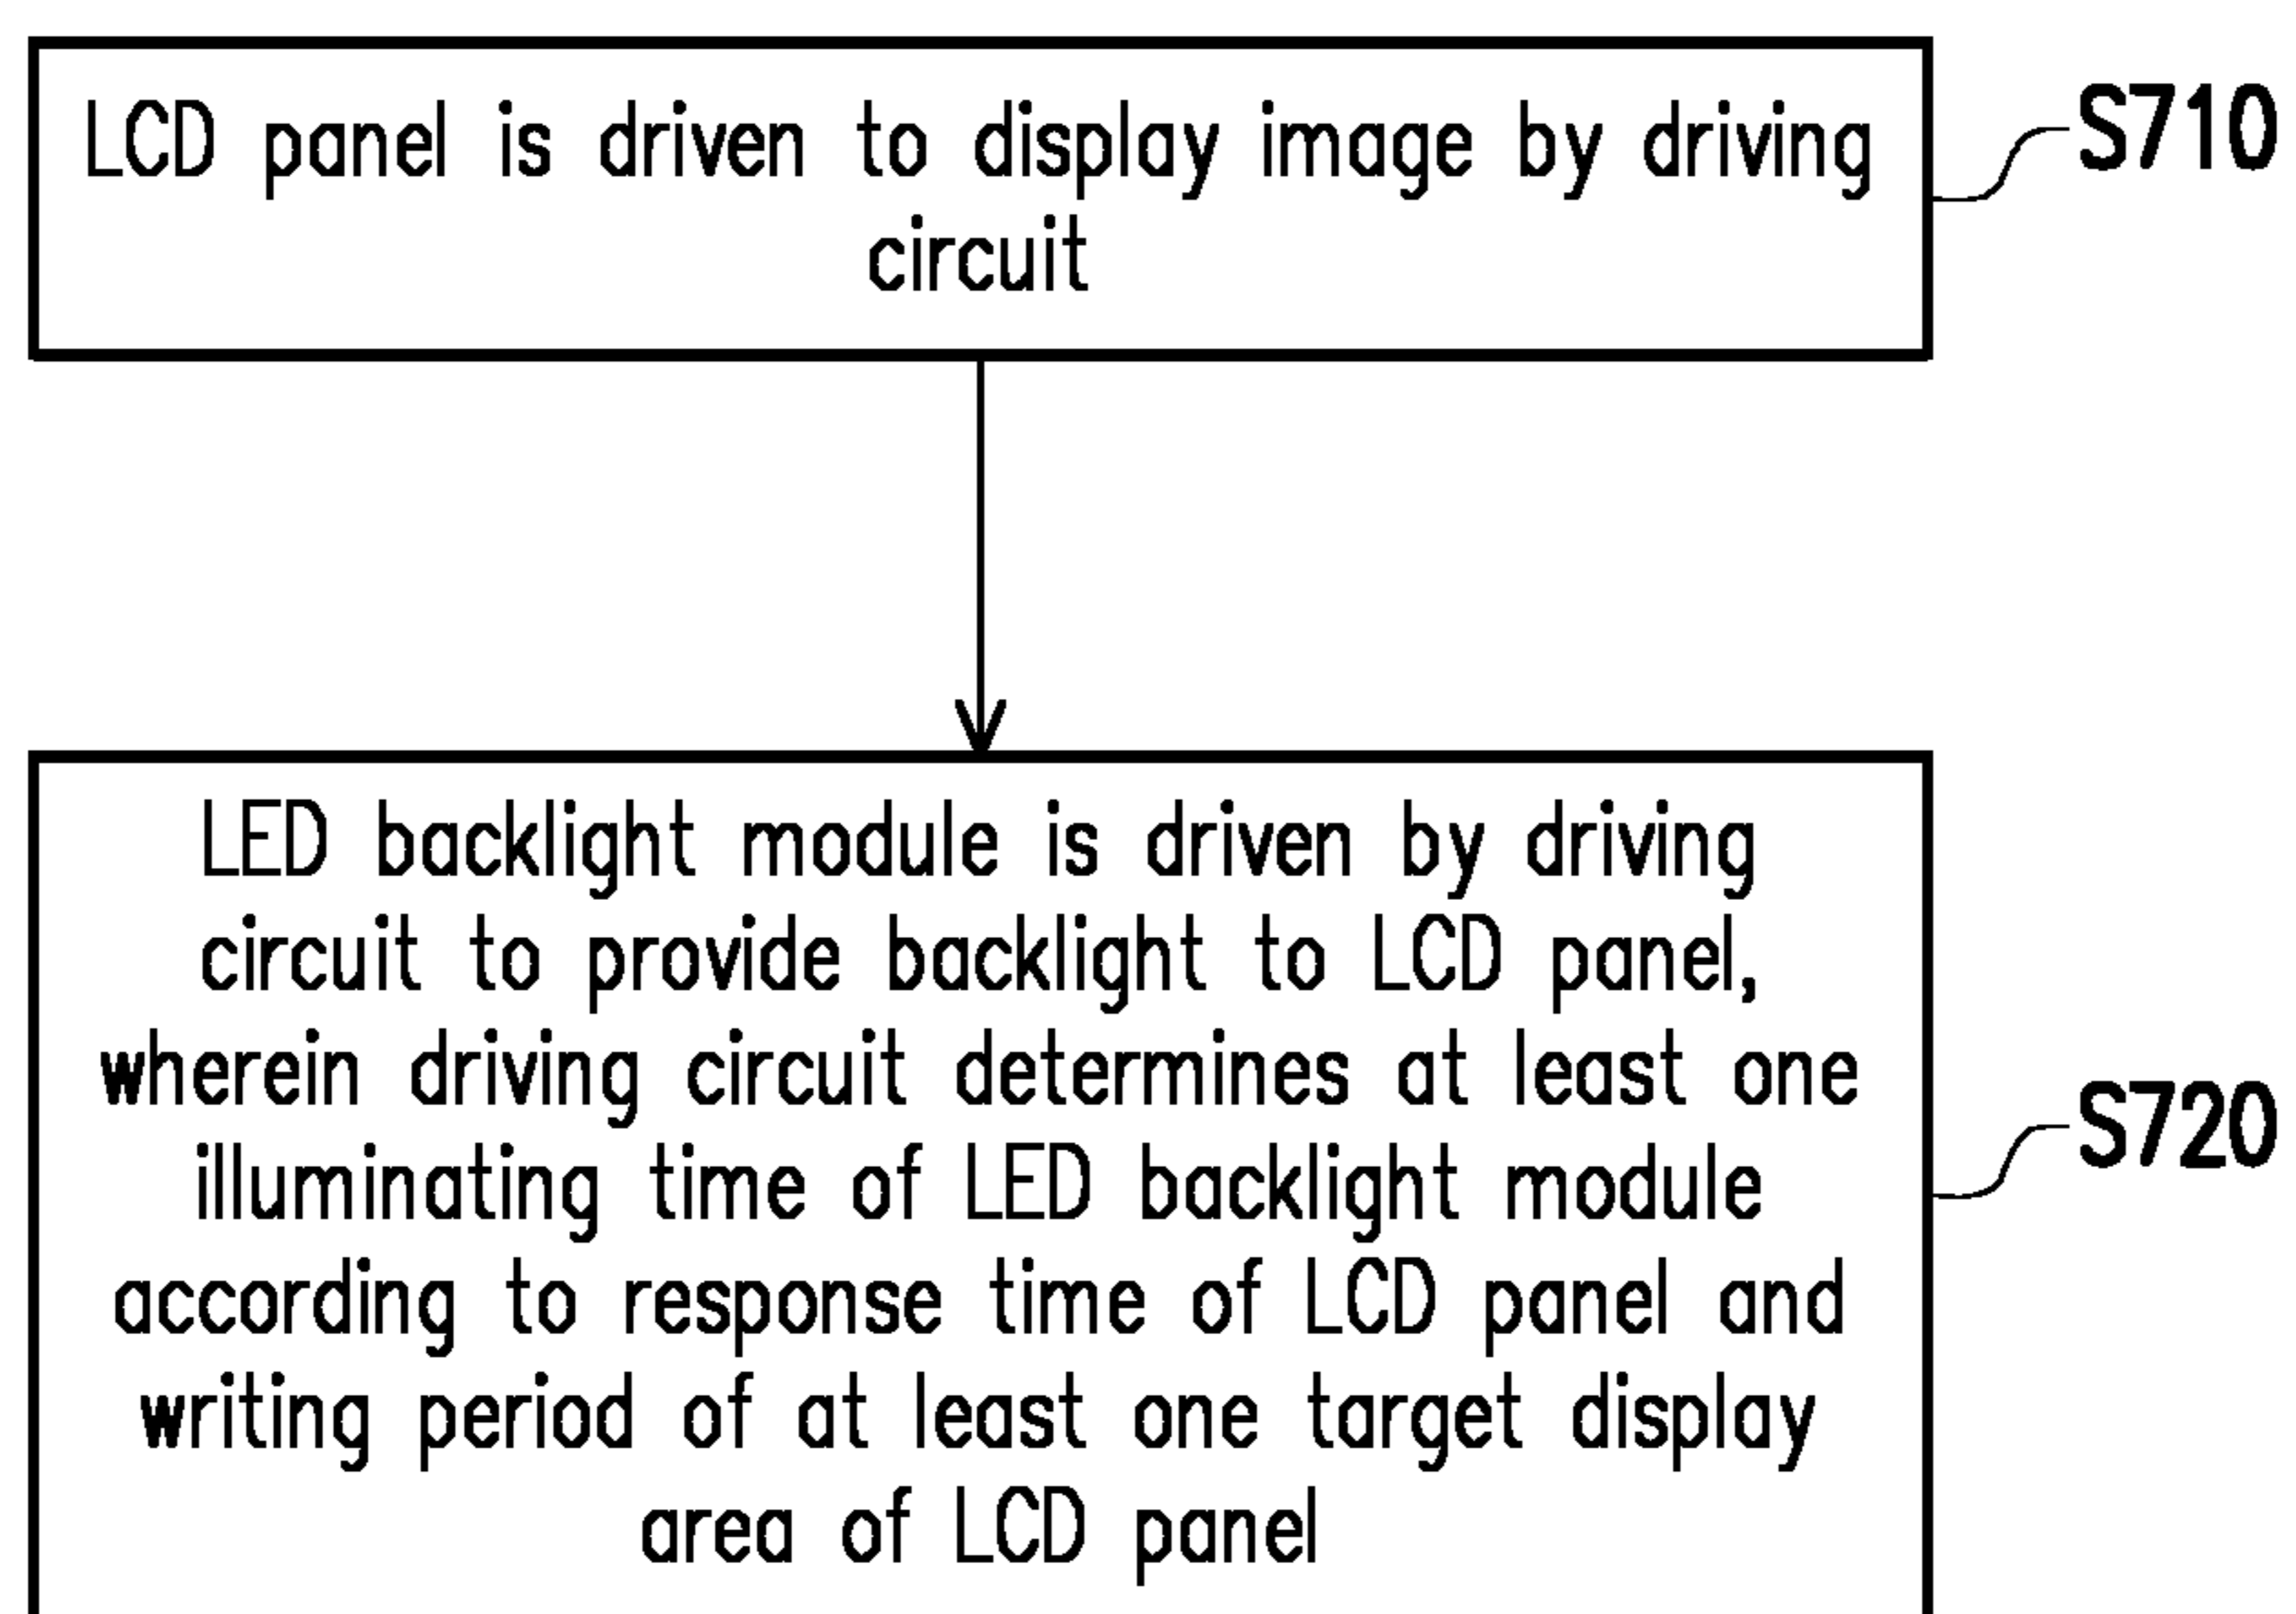 LCD panel is driven to display image by driving
circuit
S710
LED backlight module is driven by driving
circuit to provide backlight to LCD panel,
wherein driving circuit determines at least one
illuminating time of LED backlight module
according to response time of LCD panel and
writing period of at least one target display
area of LCD panel
S720